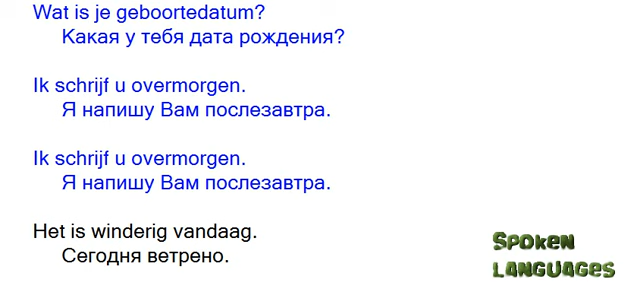 Wat is je geboortedatum?
Какая у тебя дата рождения?
Ik schrijf u overmorgen.
Я напишу Вам послезавтра.
Ik schrijf u overmorgen.
Я напишу Вам послезавтра.
Het is winderig vandaag.
Сегодня ветрено.
Spoken
Languages